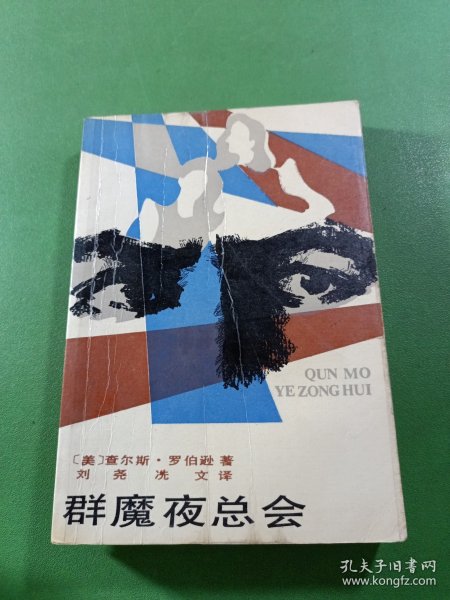 QUN MO
YE ZONG HUI
〔美〕查尔斯·罗伯逊 著
刘尧 冼文译
群魔夜总会
孔夫子旧书网
www.kongfz.com